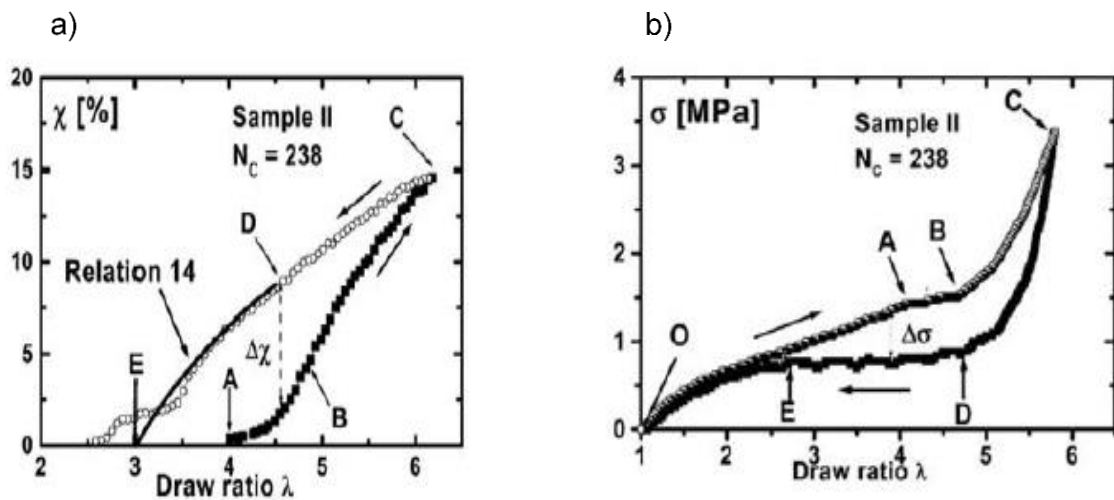 a)
b)
20
15
10
5
0
χ [%]
Sample II
N_C = 238
C
D
Relation 14
E
Δχ
A
B
2 3 4 5 6
Draw ratio λ
4
3
2
1
0
σ [MPa]
Sample II
N_C = 238
C
A
B
O
Δσ
E
D
1 2 3 4 5 6
Draw ratio λ